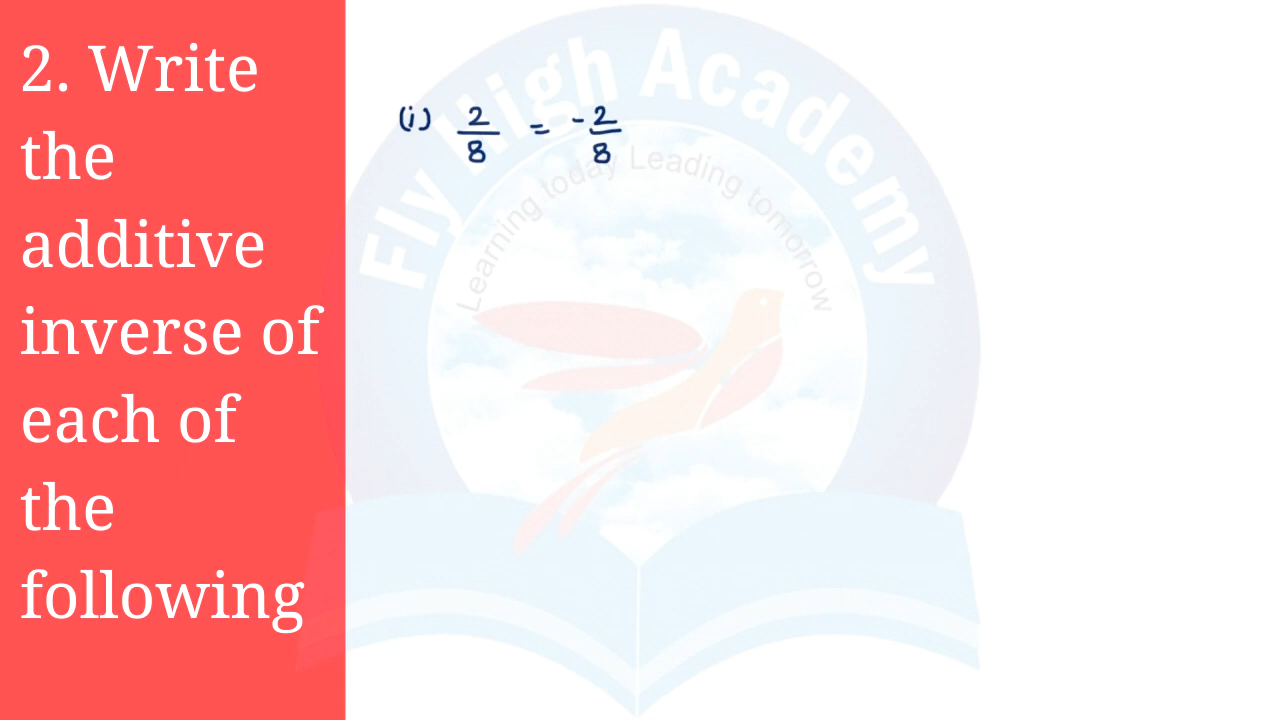 2. Write
the
additive
inverse of
each of
the
following
(i) 2/8 = -2/8
Fly High Academy
Learning today Leading tomorrow